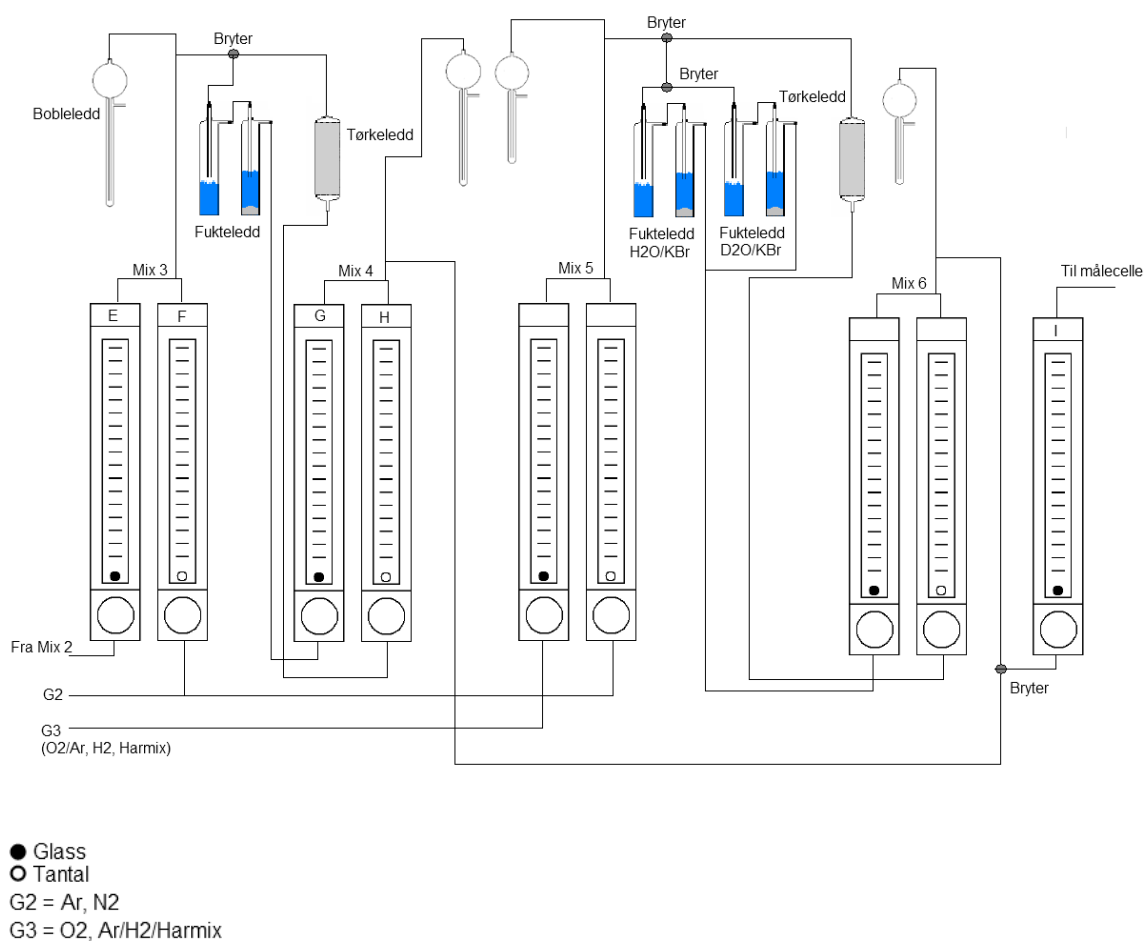 Bryter
Bryter
Bryter
Bobleledd
Tørkeledd
Tørkeledd
Fukteledd
Fukteledd
H2O/KBr
Fukteledd
D2O/KBr
Mix 3
Mix 4
Mix 5
Mix 6
Til målecelle
E
F
G
H
I
Fra Mix 2
G2
Bryter
G3
(O2/Ar, H2, Harmix)
Glass
Tantal
G2 = Ar, N2
G3 = O2, Ar/H2/Harmix